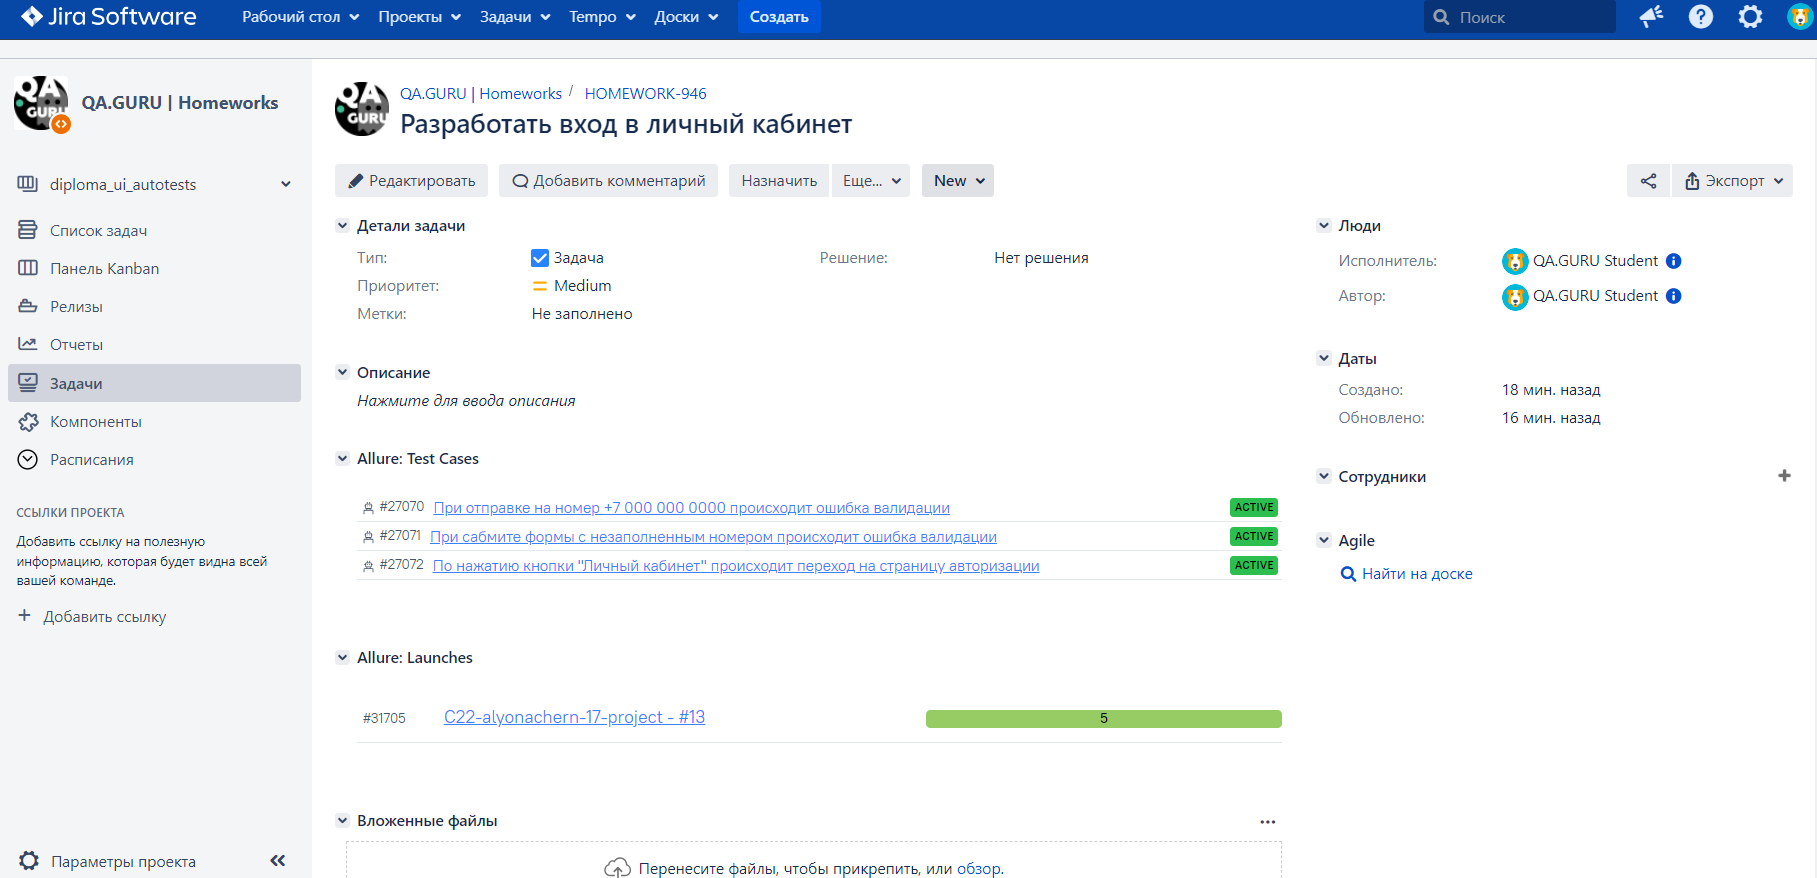 Jira Software Рабочий стол Проекты Задачи Tempo Доски Создать Поиск
QA.GURU | Homeworks
diploma_ui_autotests
Список задач
Панель Kanban
Релизы
Отчеты
Задачи
Компоненты
Расписания
ССЫЛКИ ПРОЕКТА
Добавить ссылку на полезную
информацию, которая будет видна всей
вашей команде.
Добавить ссылку
Параметры проекта
QA
GURU
QA.GURU | Homeworks / HOMEWORK-946
Разработать вход в личный кабинет
Редактировать Добавить комментарий Назначить Еще... New Экспорт
Детали задачи
Тип: Задача Решение: Нет решения
Приоритет: Medium
Метки: Не заполнено
Описание
Нажмите для ввода описания
Allure: Test Cases
#27070 При отправке на номер +7 000 000 0000 происходит ошибка валидации ACTIVE
#27071 При сабмите формы с незаполненным номером происходит ошибка валидации ACTIVE
#27072 По нажатию кнопки "Личный кабинет" происходит переход на страницу авторизации ACTIVE
Allure: Launches
#31705 C22-alyonachern-17-project - #13 5
Вложенные файлы
Перенесите файлы, чтобы прикрепить, или обзор.
Люди
Исполнитель: QA.GURU Student
Автор: QA.GURU Student
Даты
Создано: 18 мин. назад
Обновлено: 16 мин. назад
Сотрудники
Agile
Найти на доске